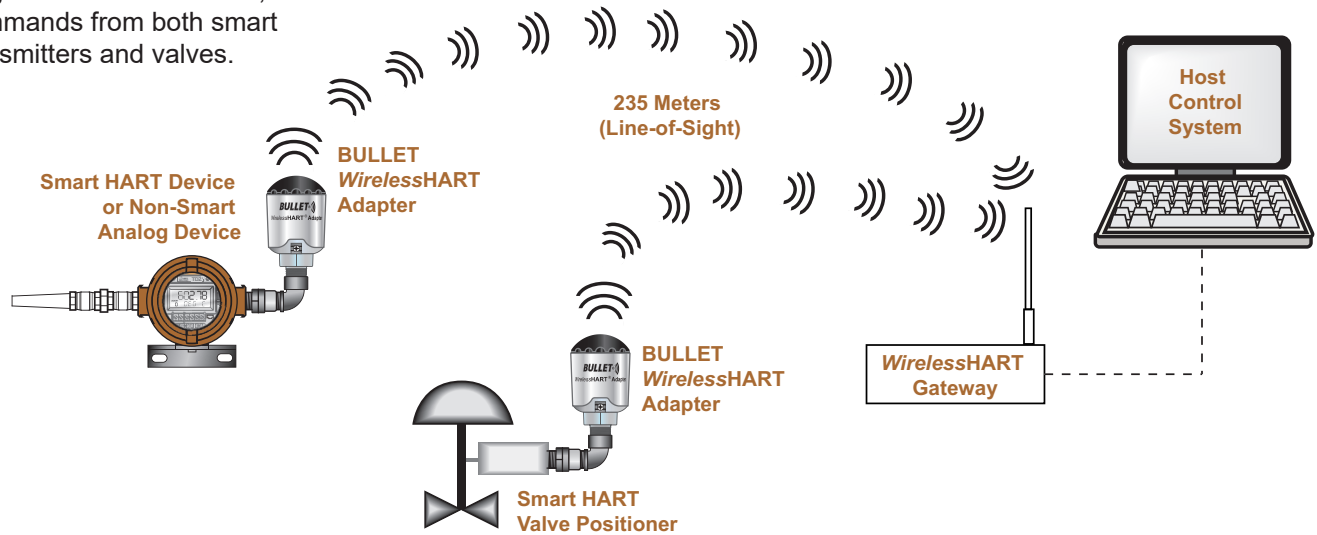 mmands from both smart
smitters and valves.
235 Meters
(Line-of-Sight)
Host
Control
System
BULLET
WirelessHART
Adapter
Smart HART Device
or Non-Smart
Analog Device
BULLET
WirelessHART® Adapter
60278
BULLET
WirelessHART
Adapter
BULLET
WirelessHART® Adapter
WirelessHART
Gateway
Smart HART
Valve Positioner